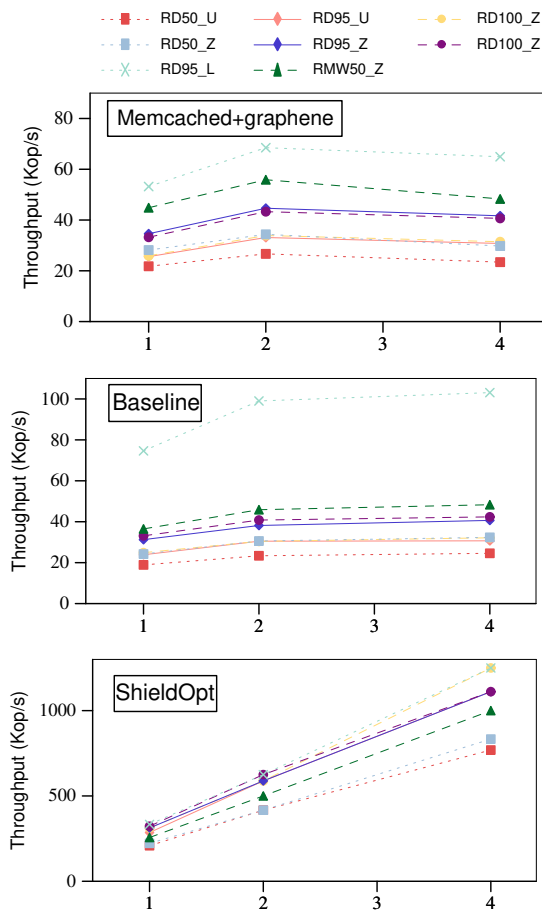 RD50_U RD95_U RD100_Z
RD50_Z RD95_Z RD100_Z
RD95_L RMW50_Z
Memcached+graphene
Throughput (Kop/s)
80
60
40
20
0
1 2 3 4
Baseline
Throughput (Kop/s)
100
80
60
40
20
0
1 2 3 4
ShieldOpt
Throughput (Kop/s)
1000
500
0
1 2 3 4